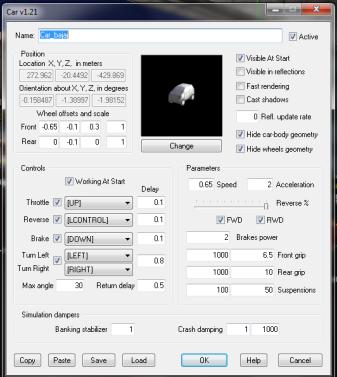 Car v1.21
Name: Car_baja Active
Position
Location X, Y, Z, in meters
272.962 -20.4492 -429.869
Orientation about X, Y, Z, in degrees
-0.158487 -1.38997 -1.98152
Wheel offsets and scale
Front -0.65 -0.1 0.3 1
Rear 0 -0.1 0 1
Change
Visible At Start
Visible in reflections
Fast rendering
Cast shadows
0 Refl. update rate
Hide car-body geometry
Hide wheels geometry
Controls
Working At Start
Delay
Throttle [UP] 0.1
Reverse [LCONTROL] 0.1
Brake [DOWN] 0.1
Turn Left [LEFT] 0.8
Turn Right [RIGHT]
Max angle 30 Return delay 0.5
Parameters
0.65 Speed 2 Acceleration
Reverse %
FWD RWD
2 Brakes power
1000 6.5 Front grip
1000 10 Rear grip
100 50 Suspensions
Simulation dampers
Banking stabilizer 1 Crash damping 1 1000
Copy Paste Save Load OK Help Cancel